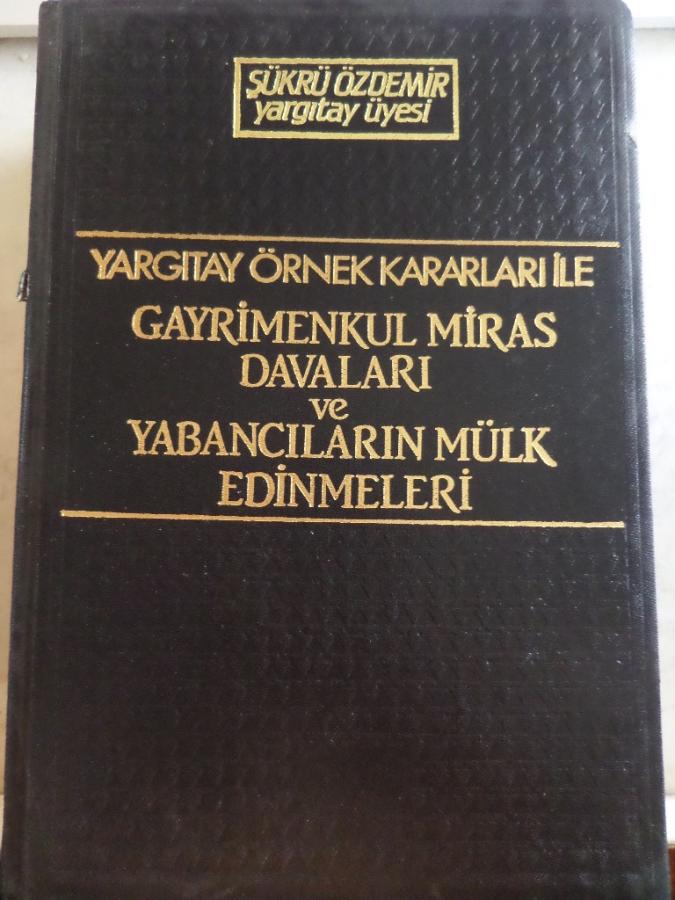 ŞÜKRÜ ÖZDEMİR
yargıtay üyesi
YARGITAY ÖRNEK KARARLARI İLE
GAYRİMENKUL MİRAS
DAVALARI
ve
YABANCILARIN MÜLK
EDİNMELERİ